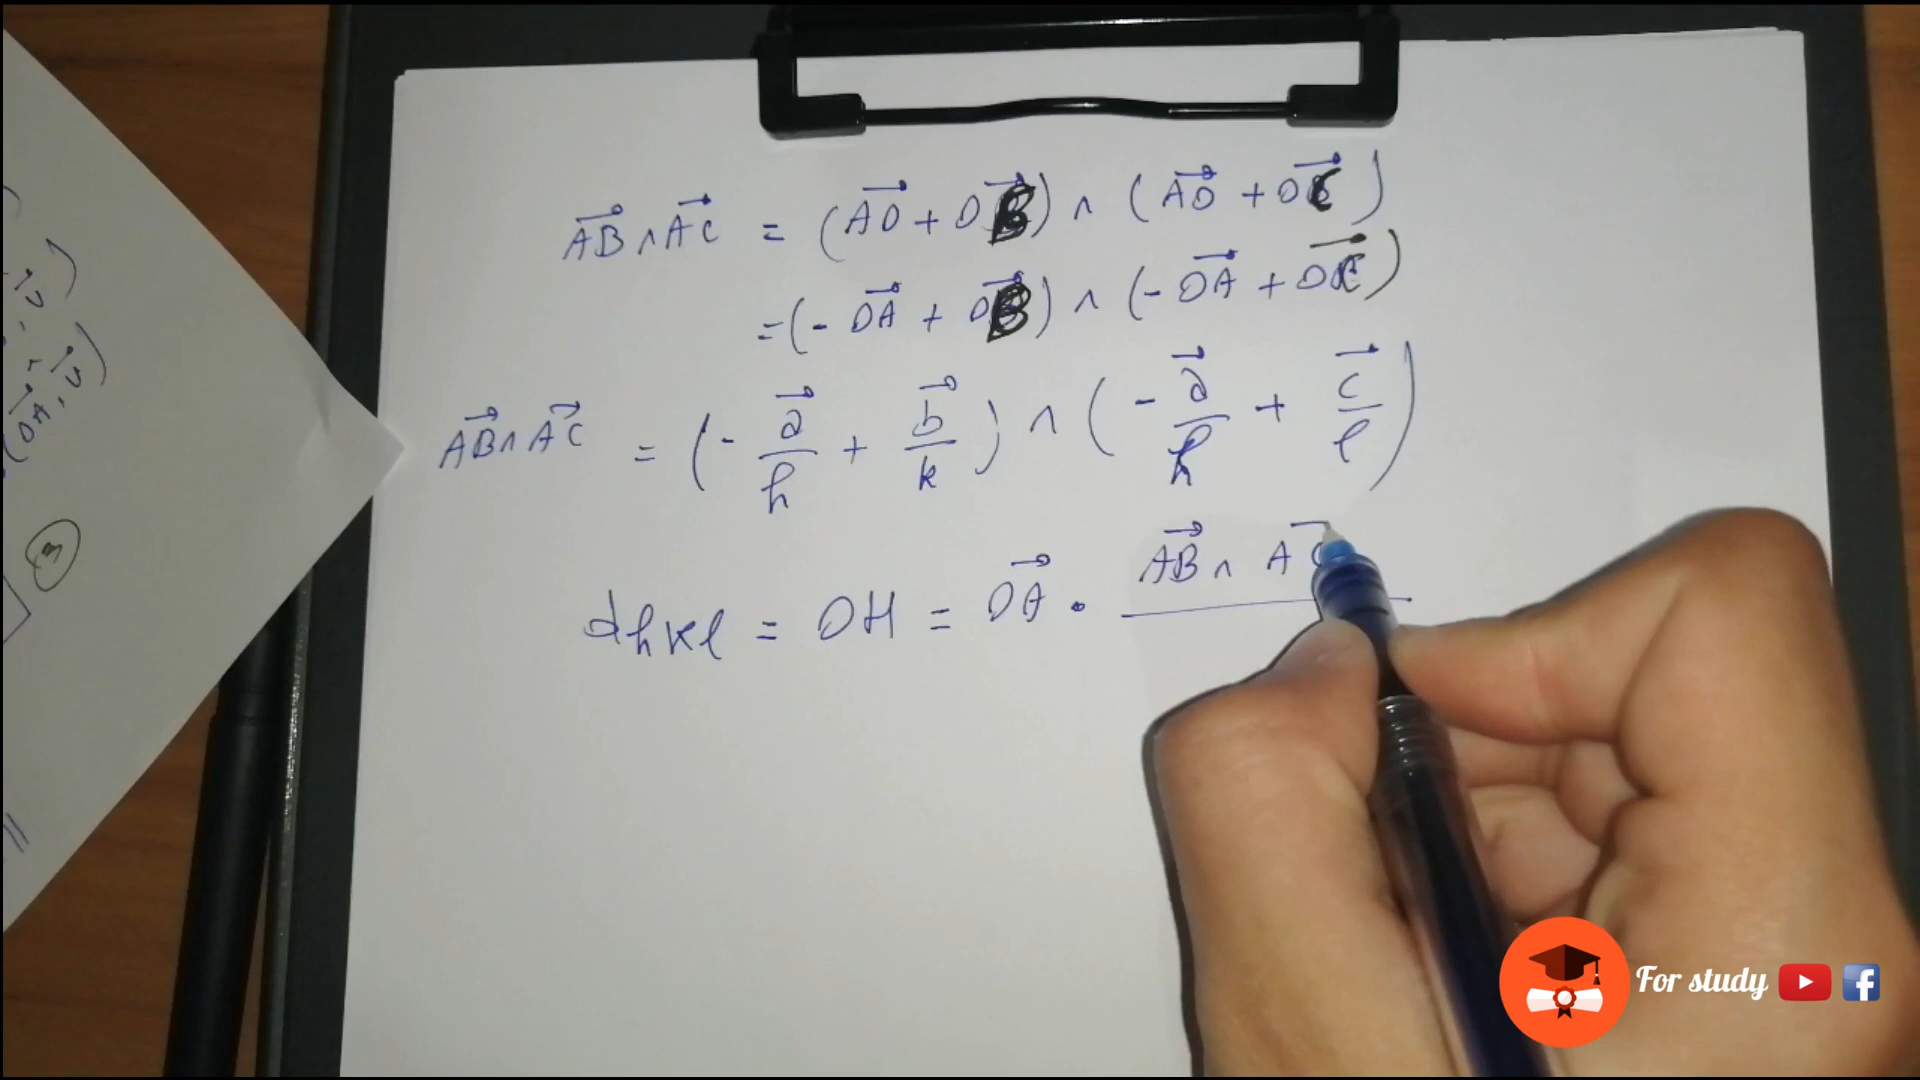 AB⃗ ∧ AC⃗ = (AO⃗ + OB⃗) ∧ (AO⃗ + OC⃗)
= (- OA⃗ + OB⃗) ∧ (- OA⃗ + OC⃗)
AB⃗ ∧ AC⃗ = (- a⃗/h + b⃗/k) ∧ (- a⃗/h + c⃗/l)
dhkl = OH = OA⃗ · AB⃗ ∧ AC⃗
3
For study